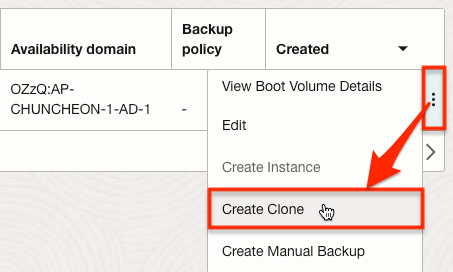 Availability domain
Backup
policy
Created
OZzQ:AP-
CHUNCHEON-1-AD-1
-
View Boot Volume Details
Edit
Create Instance
Create Clone
Create Manual Backup